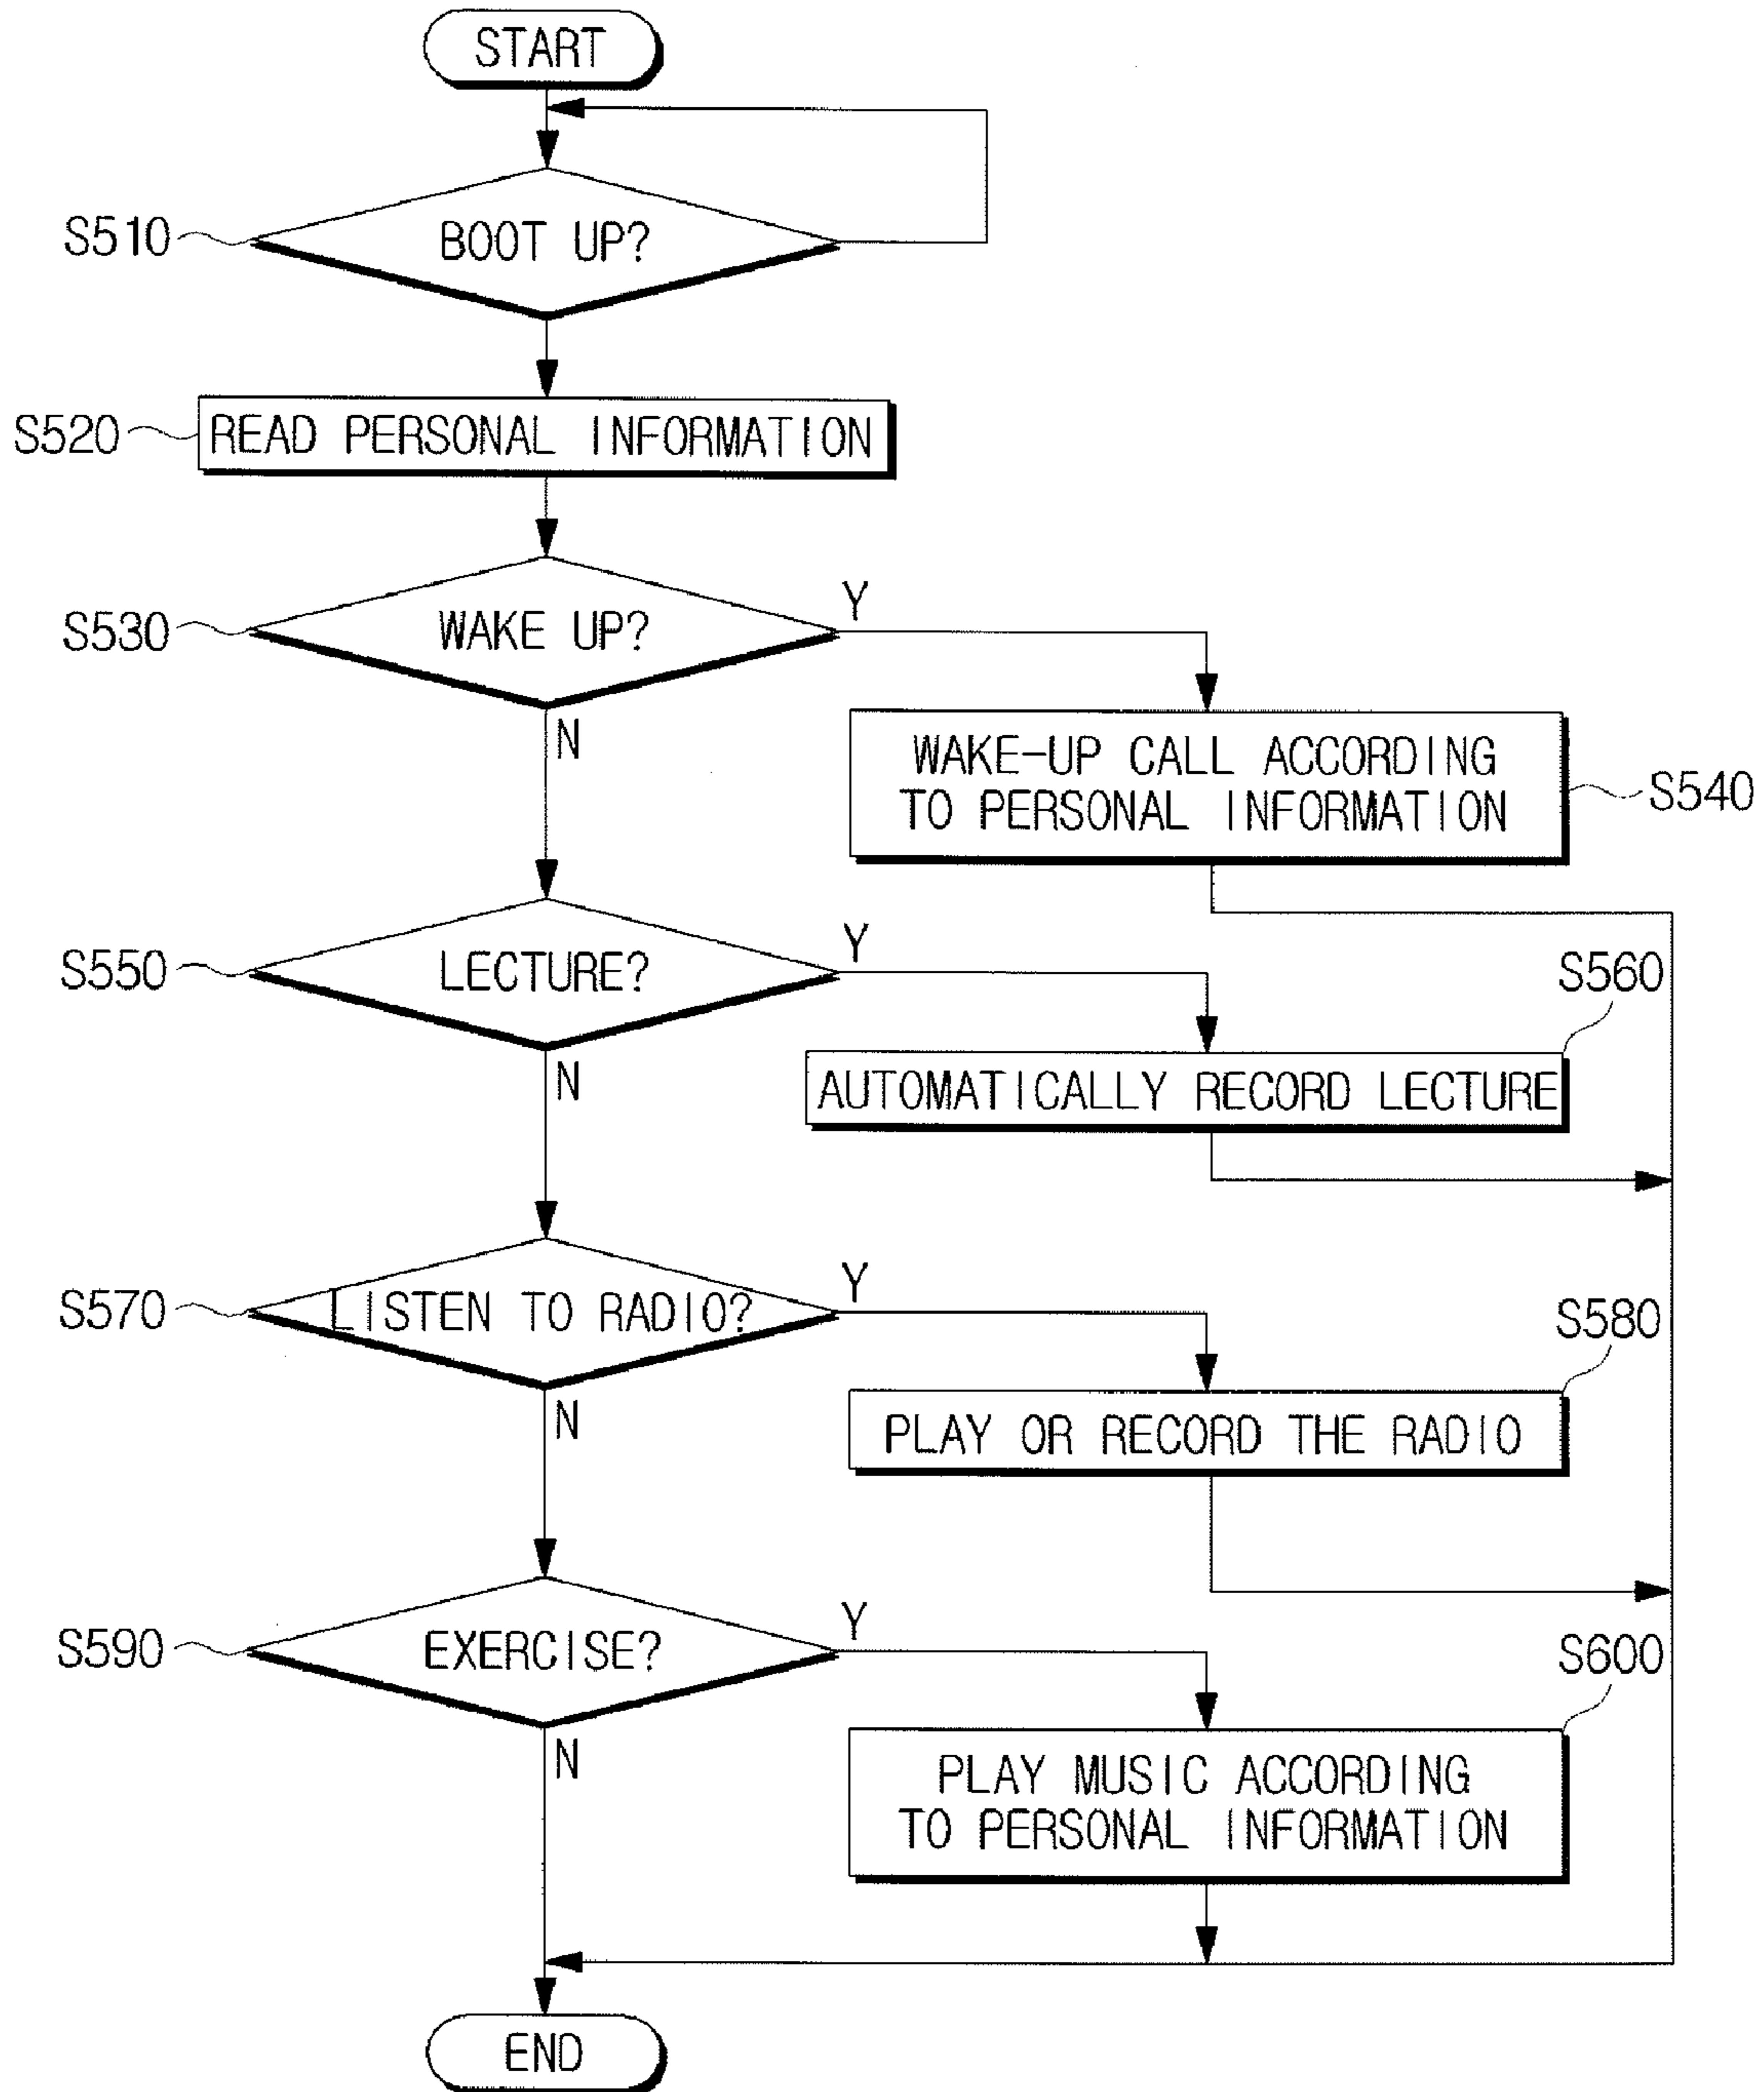 START
S510
BOOT UP?
S520
READ PERSONAL INFORMATION
S530
WAKE UP?
Y
N
WAKE-UP CALL ACCORDING
TO PERSONAL INFORMATION
S540
S550
LECTURE?
Y
N
S560
AUTOMATICALLY RECORD LECTURE
S570
LISTEN TO RADIO?
Y
N
S580
PLAY OR RECORD THE RADIO
S590
EXERCISE?
Y
N
S600
PLAY MUSIC ACCORDING
TO PERSONAL INFORMATION
END